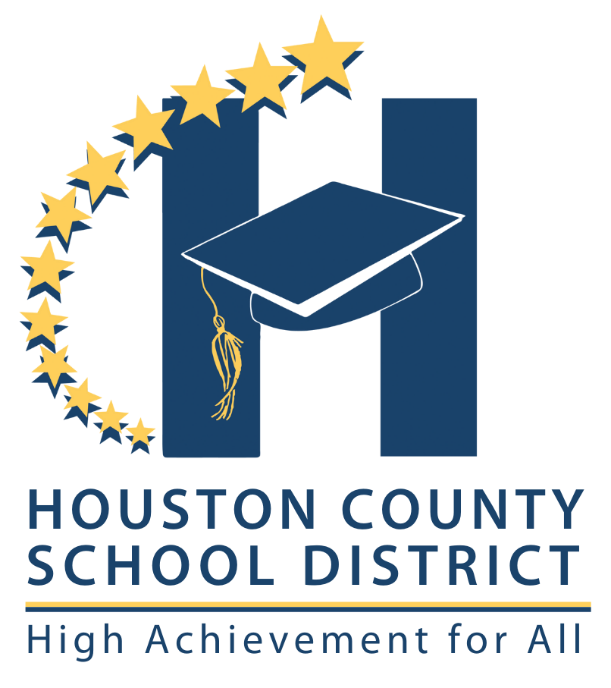 HOUSTON COUNTY
SCHOOL DISTRICT
High Achievement for All